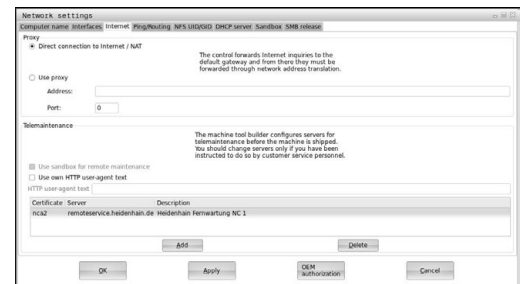 Network settings
Computer name Interfaces Internet Ping/Routing NFS UID/GID DHCP server Sandbox SMB release
Proxy
Direct connection to Internet / NAT
The control forwards Internet inquiries to the
default gateway and from there they must be
forwarded through network address translation.
Use proxy
Address:
Port: 0
Telemaintenance
The machine tool builder configures servers for
telemaintenance before the machine is shipped.
You should change servers only if you have been
instructed to do so by customer service personnel.
Use sandbox for remote maintenance
Use own HTTP user-agent text
HTTP user-agent text
Certificate Server Description
nca2 remoteservice.heidenhain.de Heidenhain Fernwartung NC 1
Add Delete
OK Apply OEM authorization Cancel